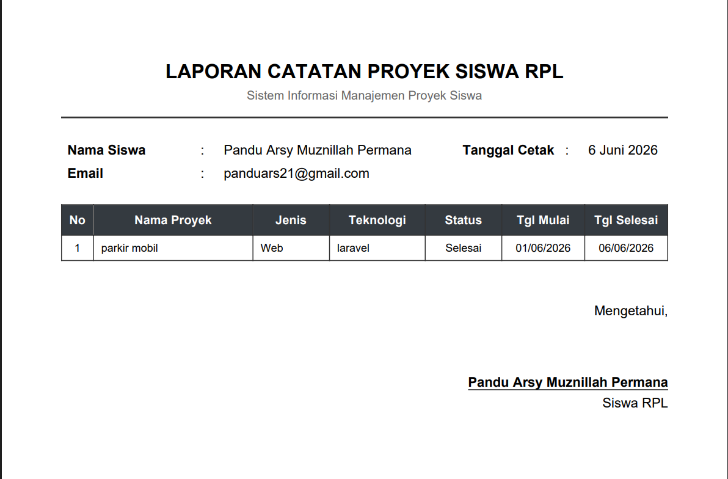 LAPORAN CATATAN PROYEK SISWA RPL
Sistem Informasi Manajemen Proyek Siswa
Nama Siswa : Pandu Arsy Muznillah Permana Tanggal Cetak : 6 Juni 2026
Email : panduars21@gmail.com
No Nama Proyek Jenis Teknologi Status Tgl Mulai Tgl Selesai
1 parkir mobil Web laravel Selesai 01/06/2026 06/06/2026
Mengetahui,
Pandu Arsy Muznillah Permana
Siswa RPL